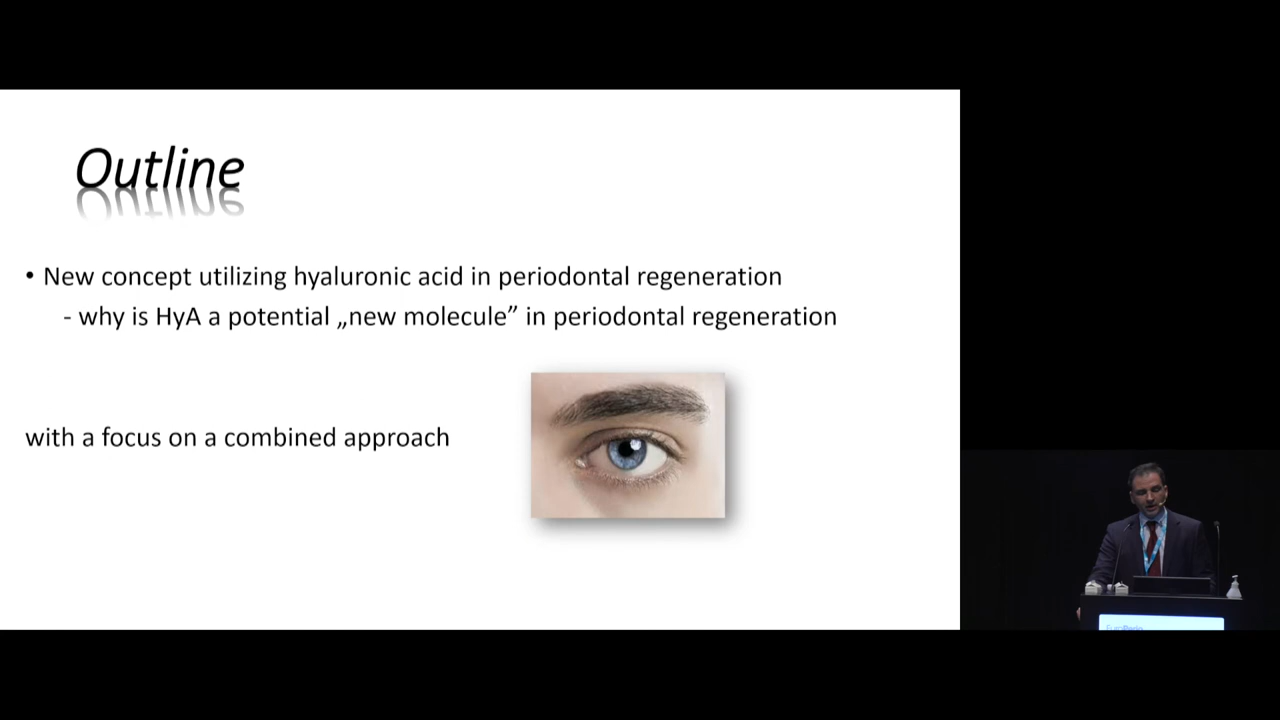 Outline
• New concept utilizing hyaluronic acid in periodontal regeneration
- why is HyA a potential „new molecule” in periodontal regeneration
with a focus on a combined approach
EuroPerio